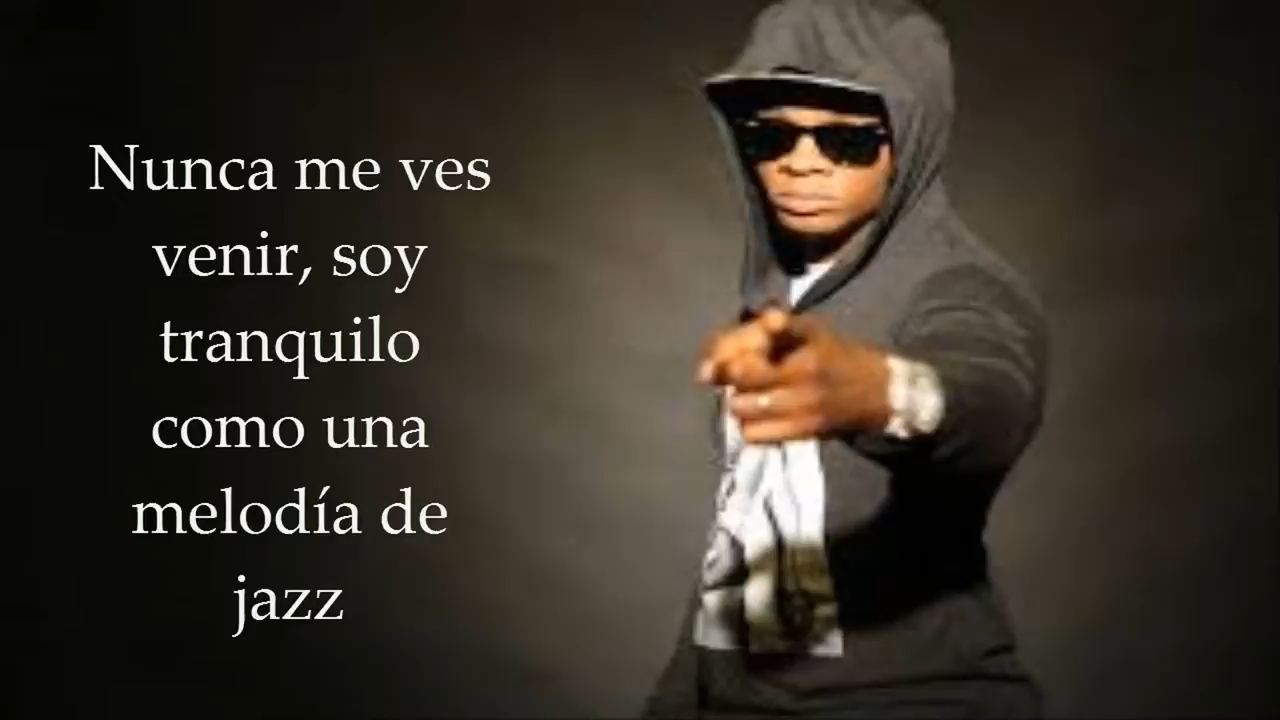 Nunca me ves
venir, soy
tranquilo
como una
melodía de
jazz